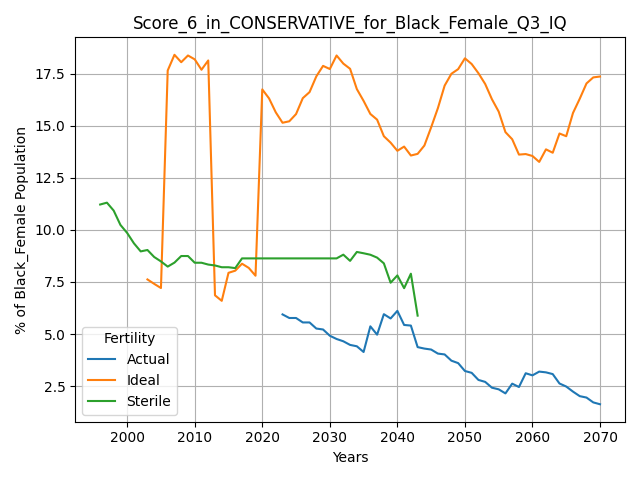 Score_6_in_CONSERVATIVE_for_Black_Female_Q3_IQ
17.5
15.0
12.5
10.0
7.5
5.0
2.5
% of Black_Female Population
Fertility
Actual
Ideal
Sterile
2000 2010 2020 2030 2040 2050 2060 2070
Years